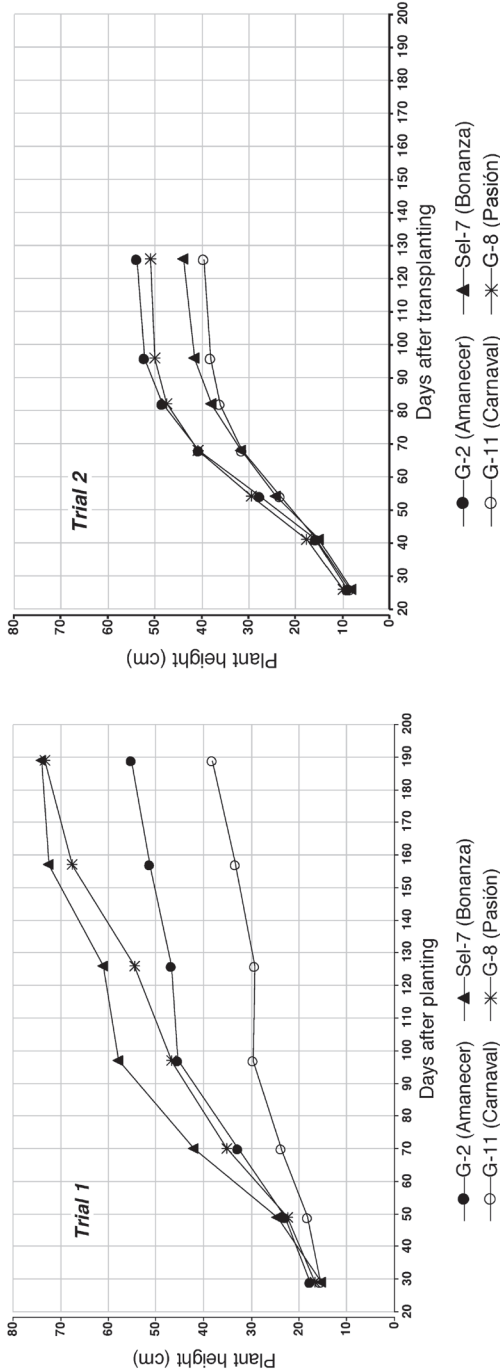 Trial 1
80
70
60
50
40
30
20
10
0
Plant height (cm)
20 30 40 50 60 70 80 90 100 110 120 130 140 150 160 170 180 190 200
Days after planting
G-2 (Amanecer) Sel-7 (Bonanza)
G-11 (Carnaval) G-8 (Pasión)
Trial 2
80
70
60
50
40
30
20
10
0
Plant height (cm)
20 30 40 50 60 70 80 90 100 110 120 130 140 150 160 170 180 190 200
Days after transplanting
G-2 (Amanecer) Sel-7 (Bonanza)
G-11 (Carnaval) G-8 (Pasión)